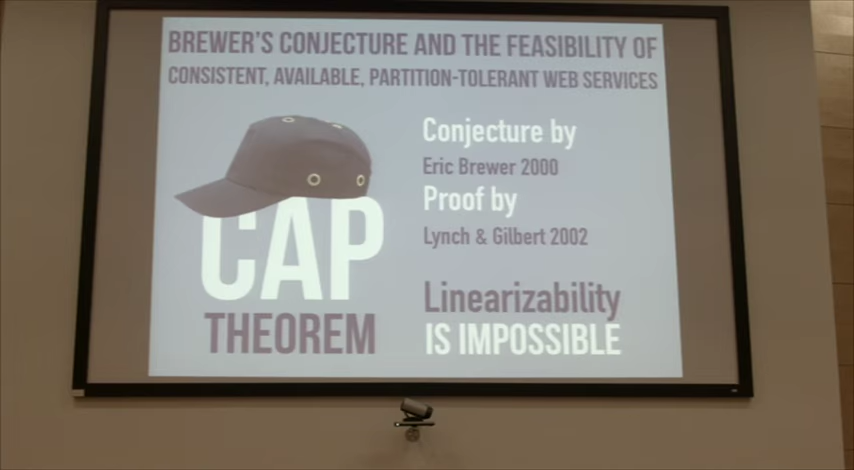 BREWER'S CONJECTURE AND THE FEASIBILITY OF
CONSISTENT, AVAILABLE, PARTITION-TOLERANT WEB SERVICES
CAP
THEOREM
Conjecture by
Eric Brewer 2000
Proof by
Lynch & Gilbert 2002
Linearizability
IS IMPOSSIBLE